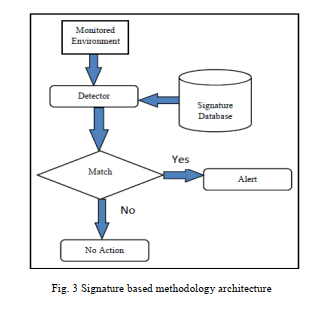 Monitored
Environment
Detector
Signature
Database
Match
Yes
Alert
No
No Action
Fig. 3 Signature based methodology architecture